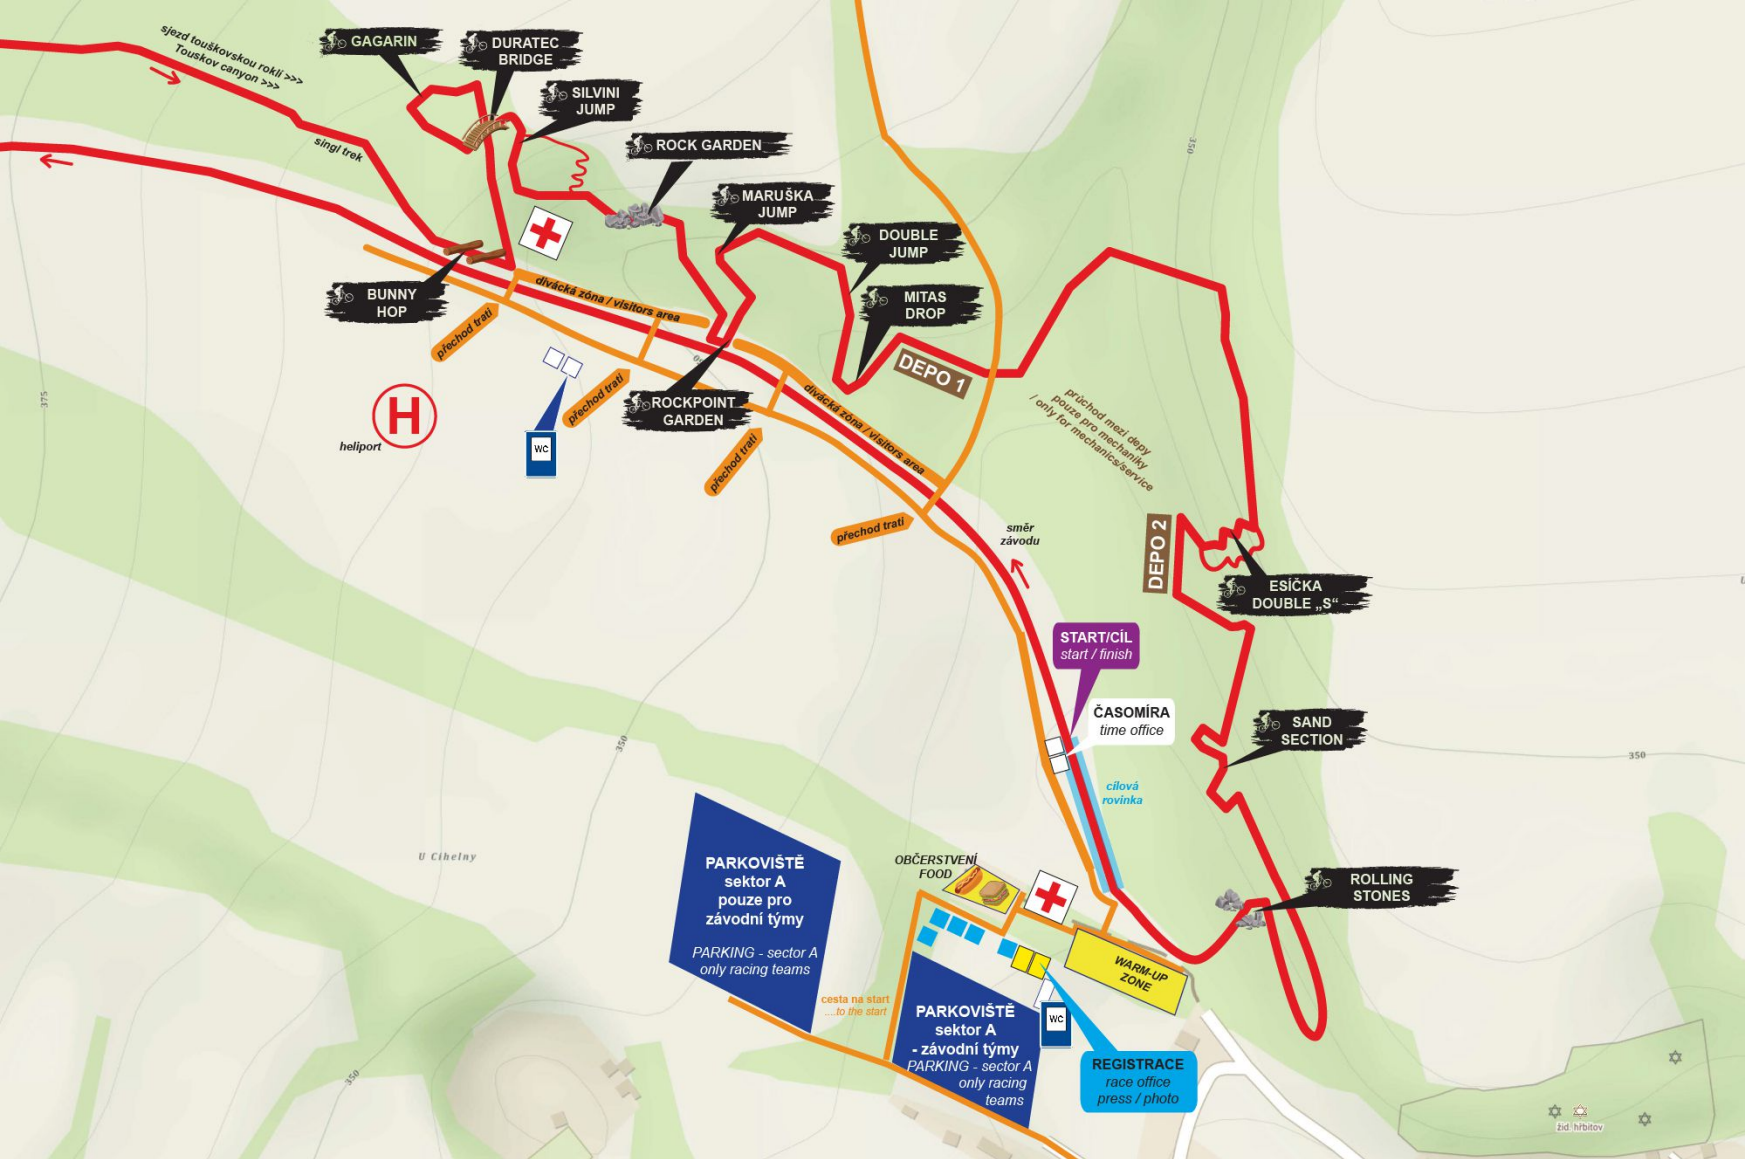 sjezd touškovskou roklí >>>
Touskov canyon >>>
GAGARIN
DURATEC
BRIDGE
SILVINI
JUMP
singl trek
ROCK GARDEN
350
MARUŠKA
JUMP
DOUBLE
JUMP
MITAS
DROP
BUNNY
HOP
divácká zóna / visitors area
přechod tratí
DEPO 1
375
H
heliport
WC
přechod tratí
ROCKPOINT
GARDEN
divácká zóna / visitors area
přechod tratí
průchod mezi depy
pouze pro mechaniky
/ only for mechanics/service
přechod tratí
směr
závodu
DEPO 2
ESÍČKA
DOUBLE „S“
START/CÍL
start / finish
ČASOMÍRA
time office
SAND
SECTION
350
350
cílová
rovinka
U Cihelny
PARKOVIŠTĚ
sektor A
pouze pro
závodní týmy
PARKING - sector A
only racing teams
OBČERSTVENÍ
FOOD
ROLLING
STONES
WARM-UP
ZONE
cesta na start
....to the start
PARKOVIŠTĚ
sektor A
- závodní týmy
PARKING - sector A
only racing
teams
WC
REGISTRACE
race office
press / photo
350
žid. hřbitov